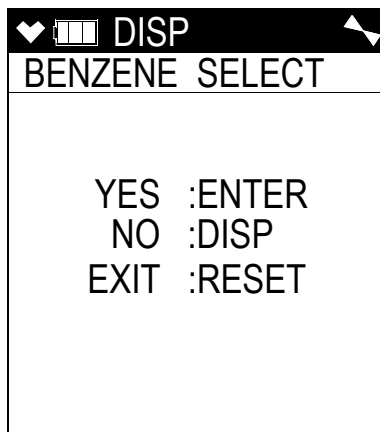 DISP
BENZENE SELECT
YES :ENTER
NO :DISP
EXIT :RESET